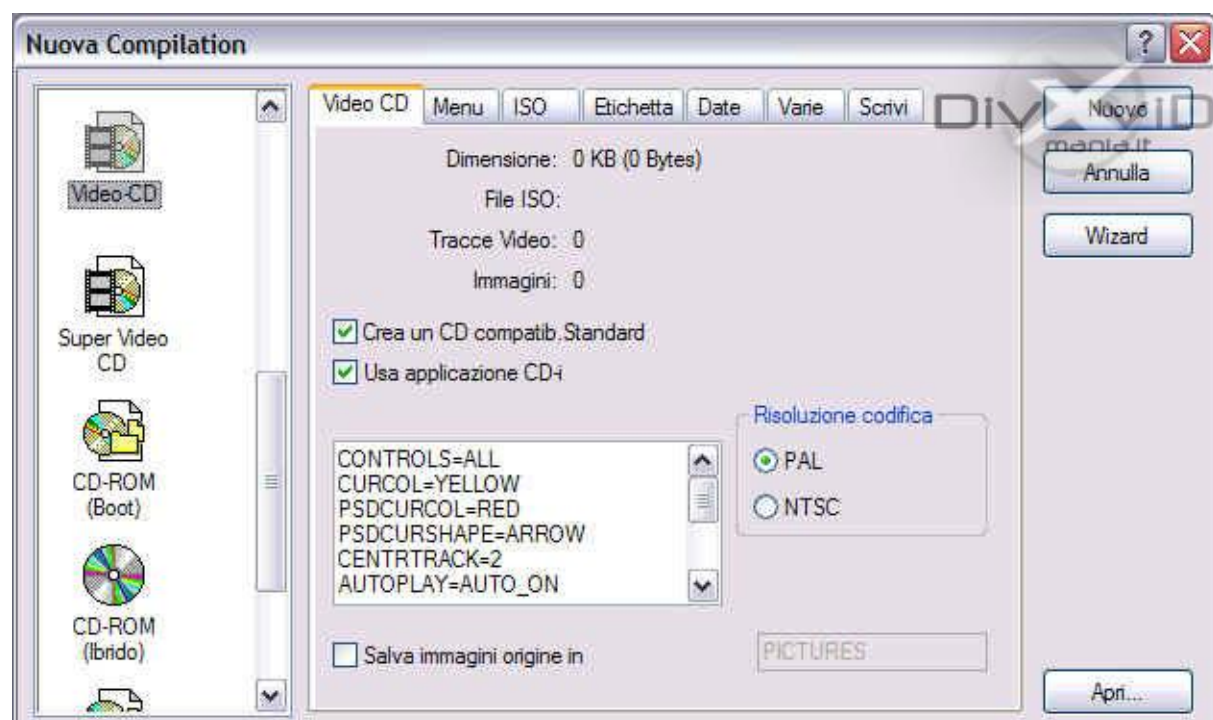 Nuova Compilation
Video-CD
Super Video
CD
CD-ROM
(Boot)
CD-ROM
(Ibrido)
Video CD Menu ISO Etichetta Date Varie Scrivi
Dimensione: 0 KB (0 Bytes)
File ISO:
Tracce Video: 0
Immagini: 0
Crea un CD compatib.Standard
Usa applicazione CD-i
CONTROLS=ALL
CURCOL=YELLOW
PSDCURCOL=RED
PSDCURSHAPE=ARROW
CENTRTRACK=2
AUTOPLAY=AUTO_ON
Risoluzione codifica
PAL
NTSC
Salva immagini origine in
PICTURES
Nuovo
Annulla
Wizard
Apri...
DivXviD
mania.it